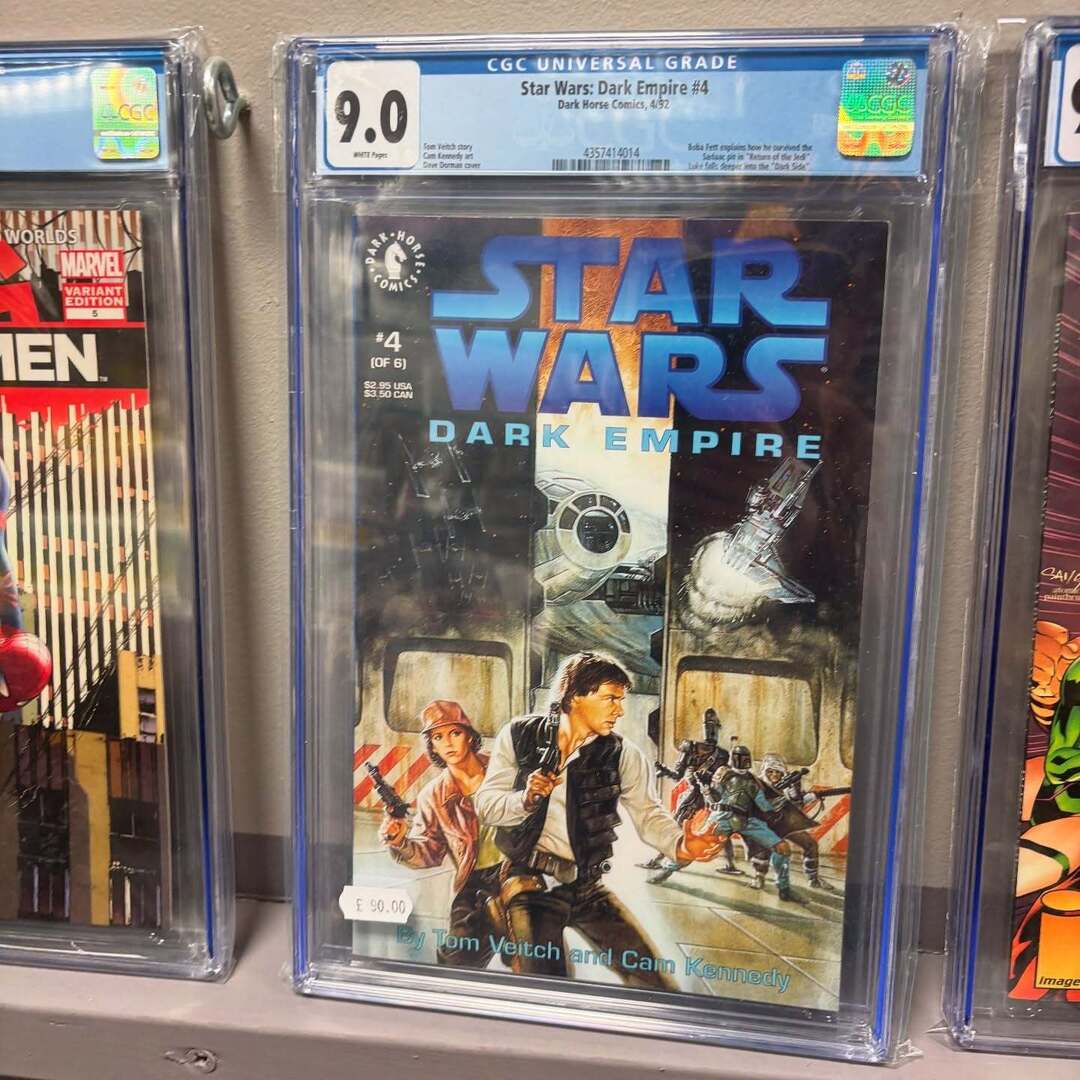 CGC UNIVERSAL GRADE
9.0
WHITE Pages
Star Wars: Dark Empire #4
Dark Horse Comics, 4/92
Tom Veitch story
Cam Kennedy art
Dave Dorman cover
4357414014
Boba Fett explains how he survived the
Sarlaac pit in "Return of the Jedi"
Luke falls deeper into the "Dark Side"
CGC
DARK HORSE COMICS
STAR
WARS
DARK EMPIRE
#4
(OF 6)
$2.95 USA
$3.50 CAN
£ 90.00
By Tom Veitch and Cam Kennedy
CGC
WORLDS
MARVEL
VARIANT
EDITION
5
MEN
image